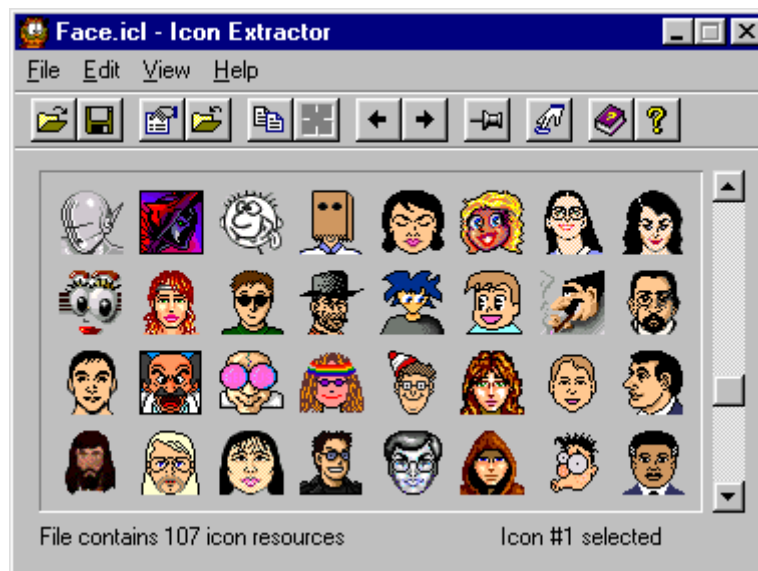 Face.icl - Icon Extractor
File Edit View Help
File contains 107 icon resources
Icon #1 selected